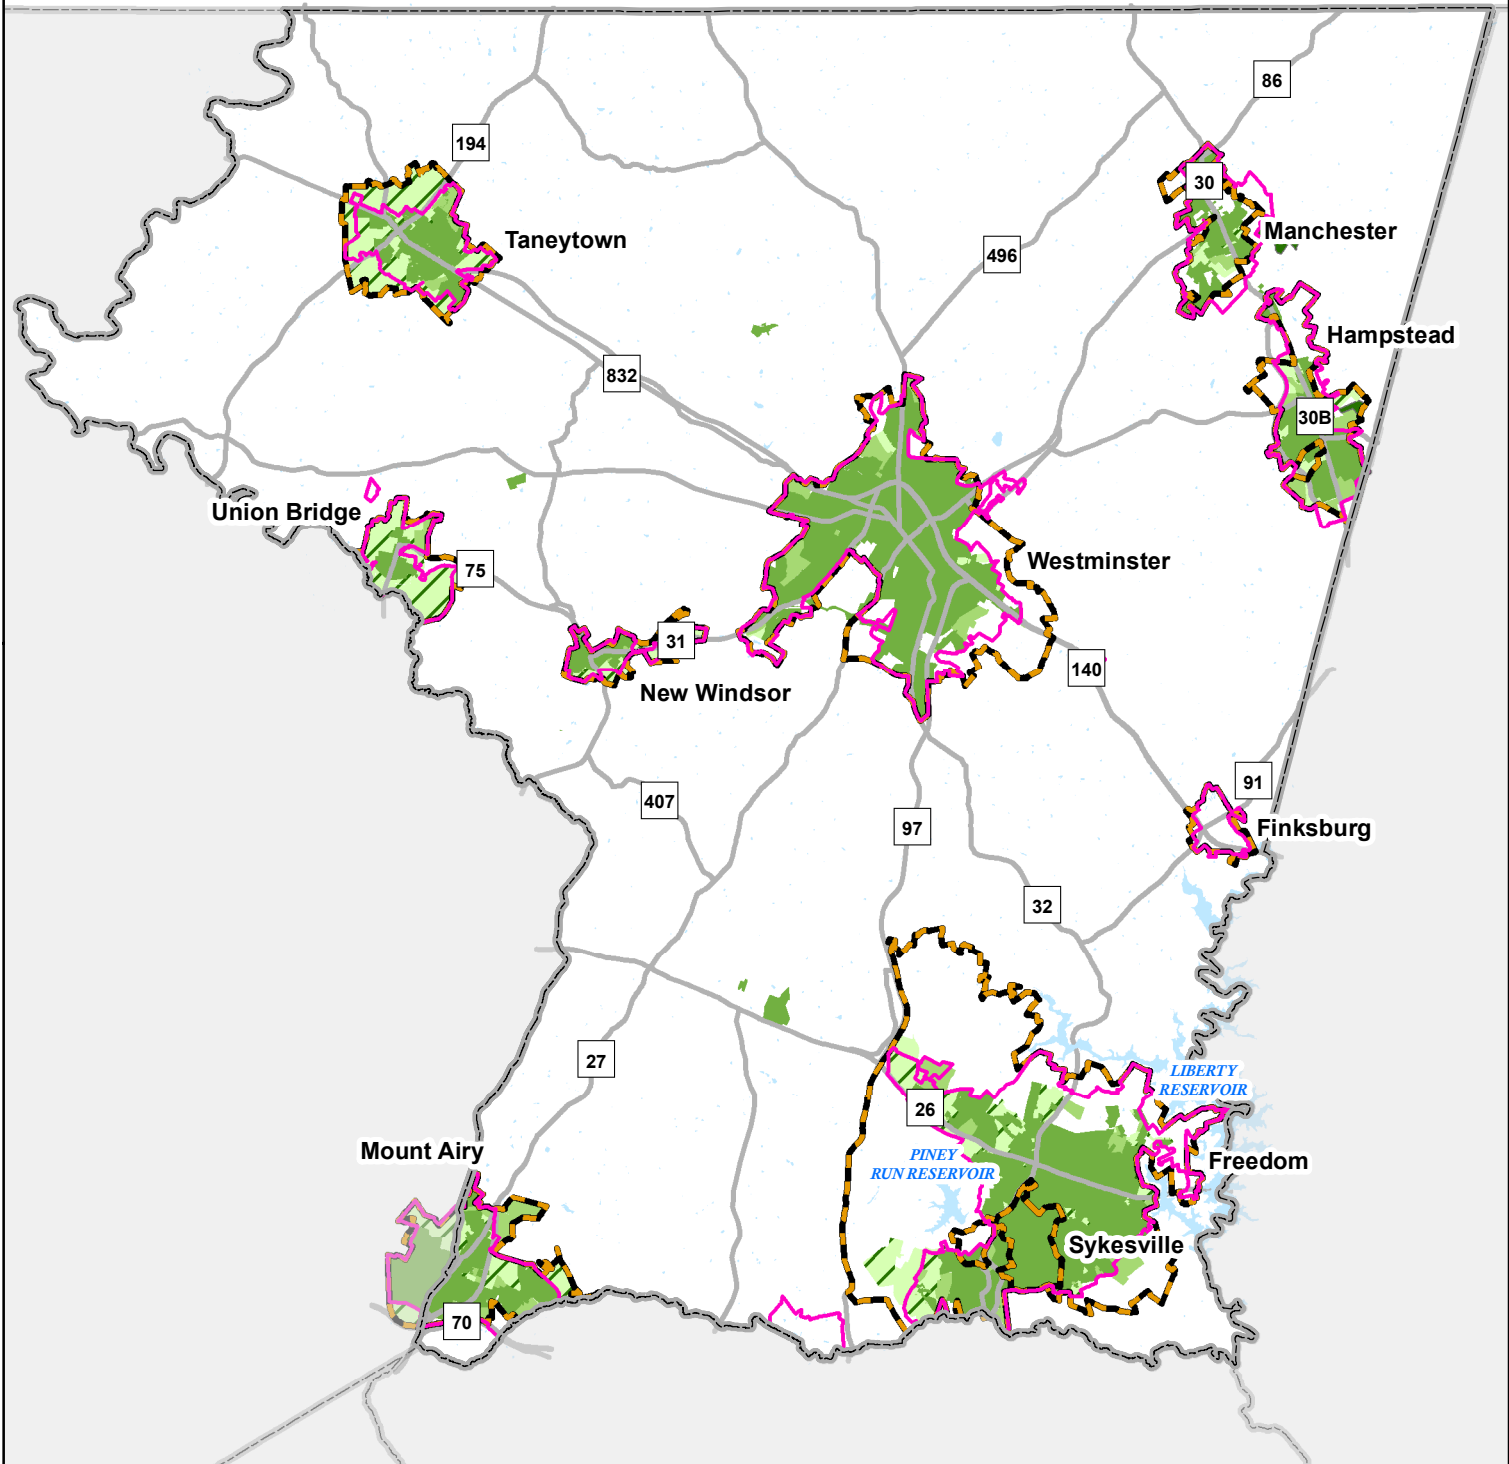 86
194
30
Manchester
Taneytown
496
Hampstead
832
30B
Union Bridge
75
Westminster
31
140
New Windsor
91
407
97
Finksburg
32
27
LIBERTY
RESERVOIR
26
Mount Airy
PINEY
RUN RESERVOIR
Freedom
Sykesville
70